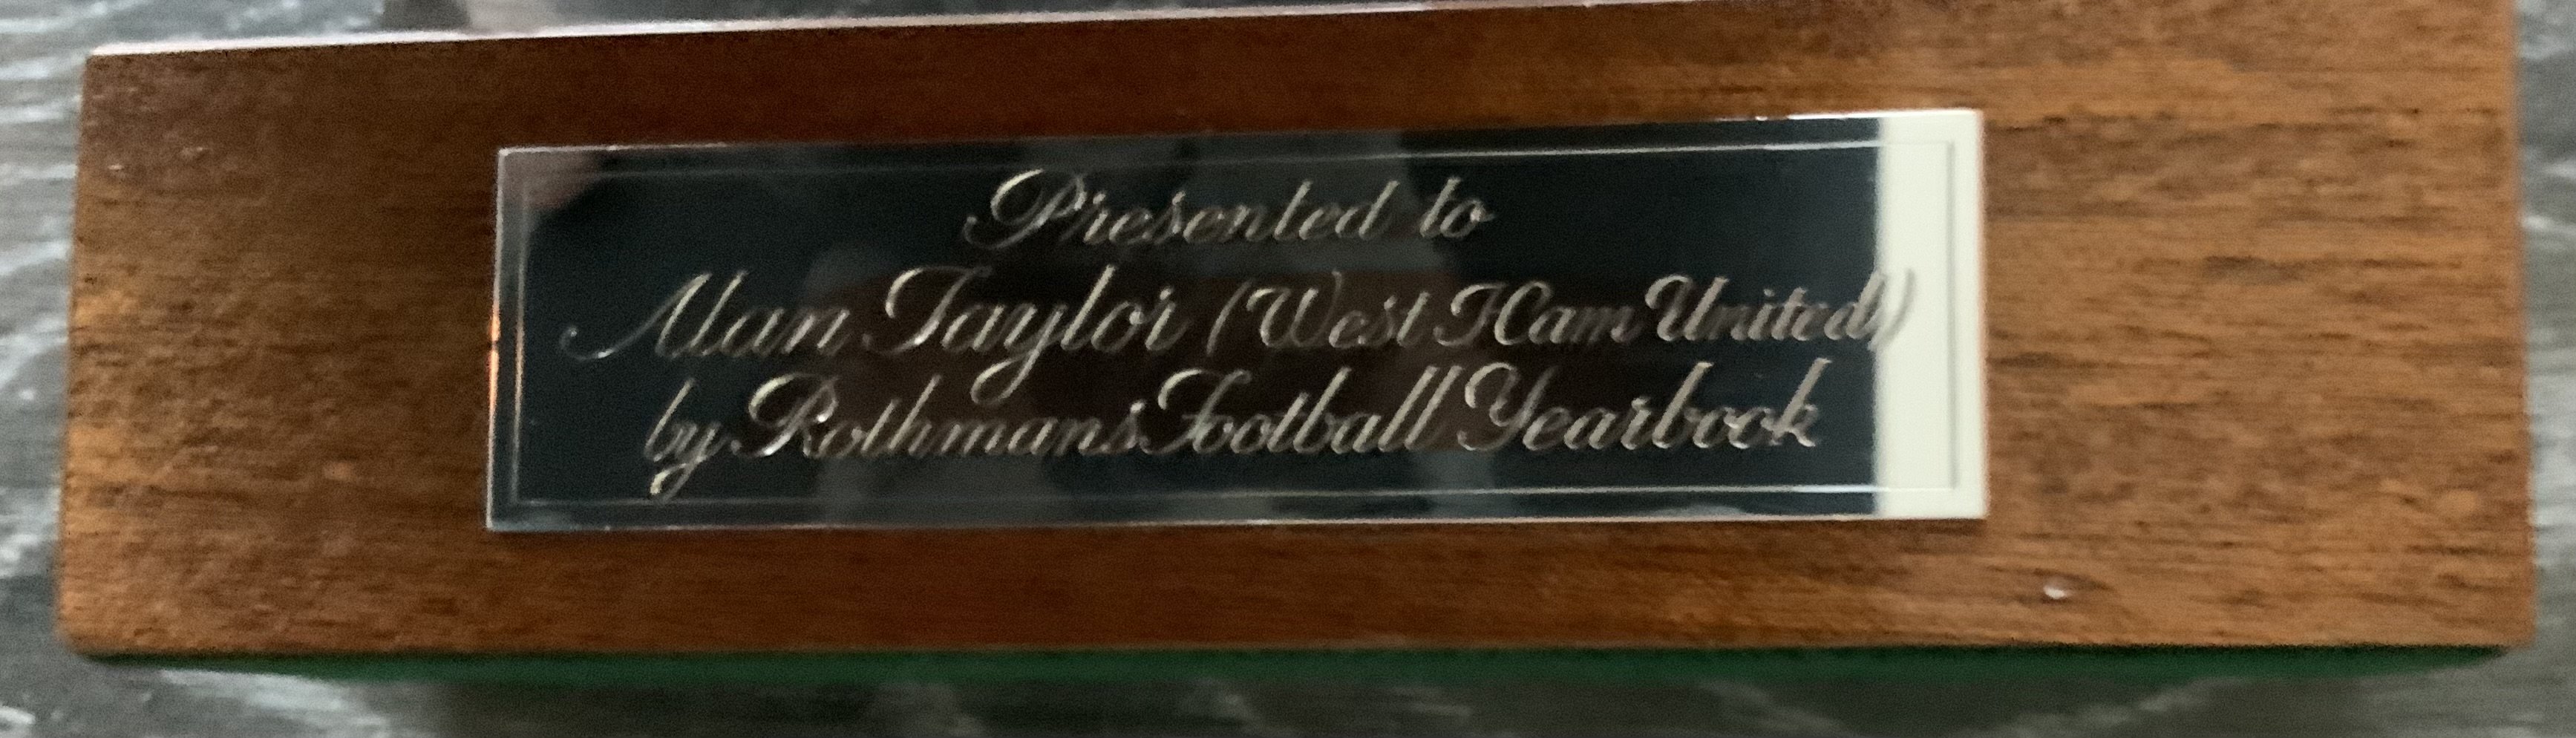 Presented to
Alan Taylor (West Ham United)
by Rothmans Football Yearbook